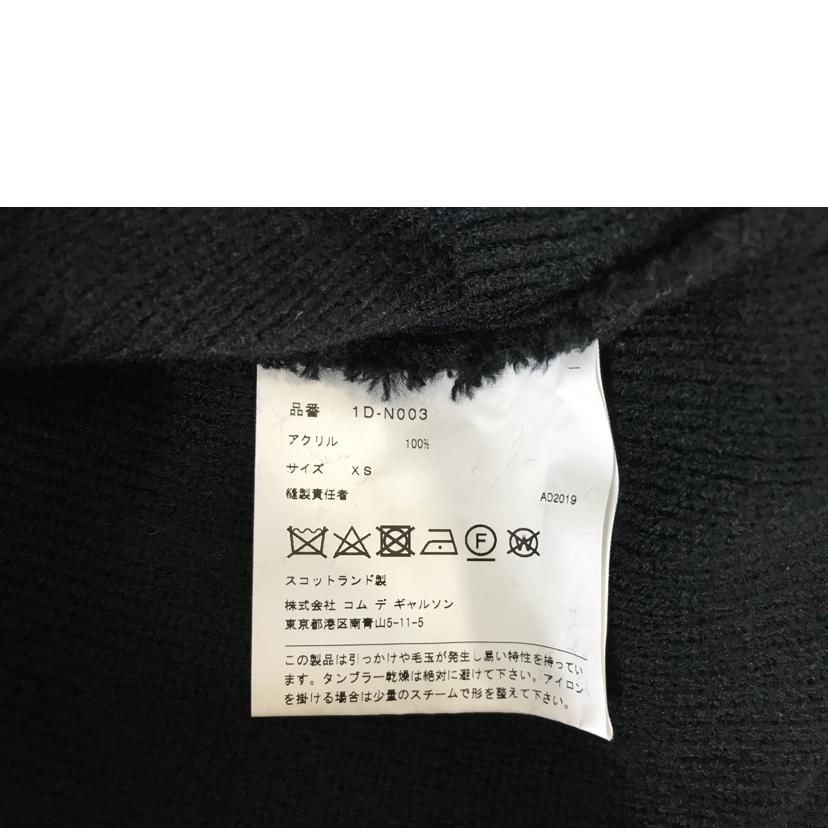 品番 1D-N003
アクリル 100%
サイズ XS
縫製責任者 AD2019
F W
スコットランド製
株式会社 コム デ ギャルソン
東京都港区南青山5-11-5
この製品は引っかけや毛玉が発生し易い特性を持ってい
ます。タンブラー乾燥は絶対に避けて下さい。アイロン
を掛ける場合は少量のスチームで形を整えて下さい。